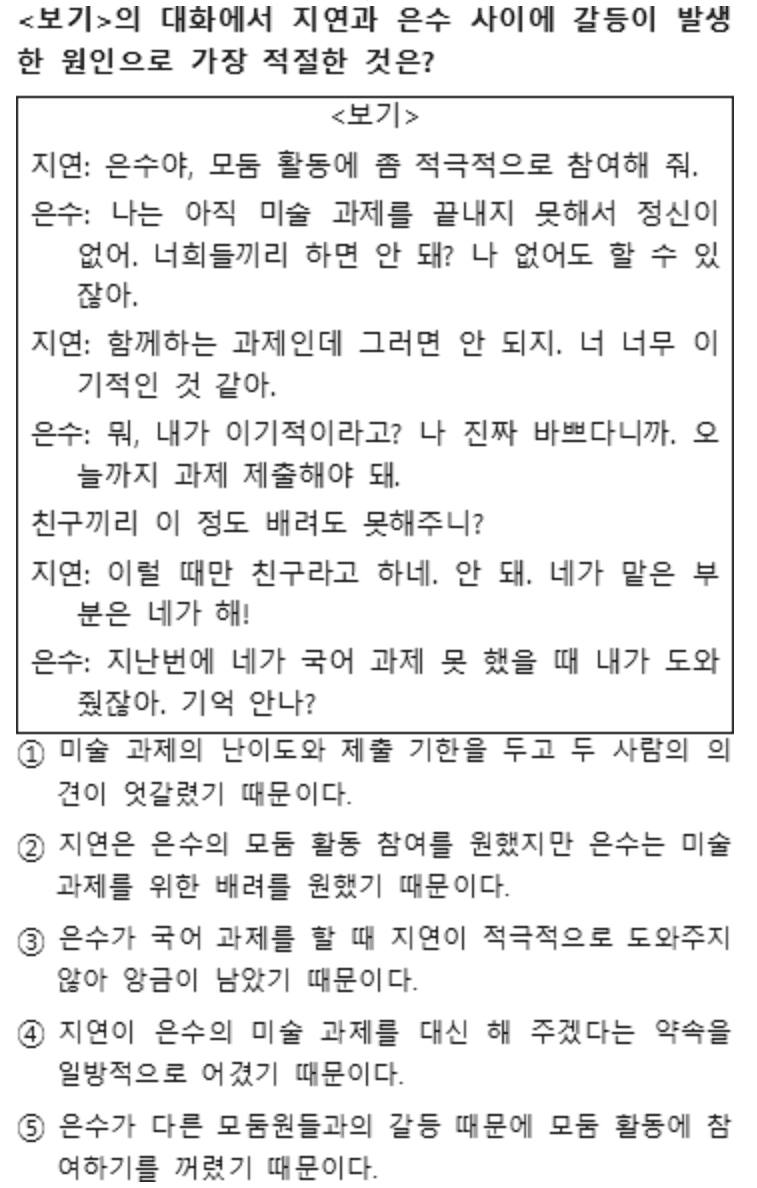 <보기>의 대화에서 지연과 은수 사이에 갈등이 발생
한 원인으로 가장 적절한 것은?
<보기>
지연: 은수야, 모둠 활동에 좀 적극적으로 참여해 줘.
은수: 나는 아직 미술 과제를 끝내지 못해서 정신이
없어. 너희들끼리 하면 안 돼? 나 없어도 할 수 있
잖아.
지연: 함께하는 과제인데 그러면 안 되지. 너 너무 이
기적인 것 같아.
은수: 뭐, 내가 이기적이라고? 나 진짜 바쁘다니까. 오
늘까지 과제 제출해야 돼.
친구끼리 이 정도 배려도 못해주니?
지연: 이럴 때만 친구라고 하네. 안 돼. 네가 맡은 부
분은 네가 해!
은수: 지난번에 네가 국어 과제 못 했을 때 내가 도와
줬잖아. 기억 안나?
① 미술 과제의 난이도와 제출 기한을 두고 두 사람의 의
견이 엇갈렸기 때문이다.
② 지연은 은수의 모둠 활동 참여를 원했지만 은수는 미술
과제를 위한 배려를 원했기 때문이다.
③ 은수가 국어 과제를 할 때 지연이 적극적으로 도와주지
않아 앙금이 남았기 때문이다.
④ 지연이 은수의 미술 과제를 대신 해 주겠다는 약속을
일방적으로 어겼기 때문이다.
⑤ 은수가 다른 모둠원들과의 갈등 때문에 모둠 활동에 참
여하기를 꺼렸기 때문이다.